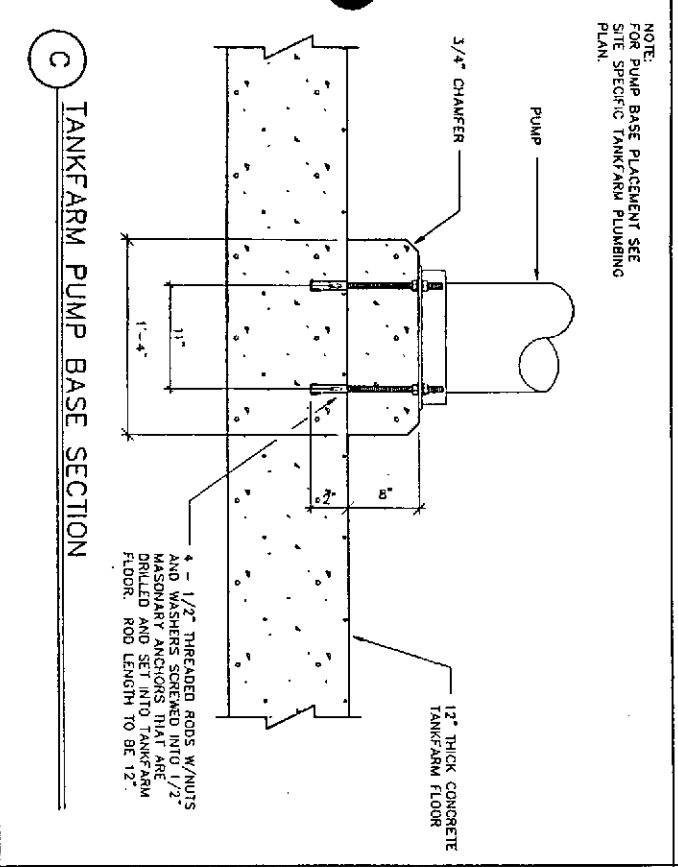 NOTE:
FOR PUMP BASE PLACEMENT SEE
SITE SPECIFIC TANKFARM PLUMBING
PLAN.
PUMP
3/4" CHAMFER
12" THICK CONCRETE
TANKFARM FLOOR
8"
2"
11"
1'-4"
4 - 1/2" THREADED RODS W/NUTS
AND WASHERS SCREWED INTO 1/2"
MASONARY ANCHORS THAT ARE
DRILLED AND SET INTO TANKFARM
FLOOR. ROD LENGTH TO BE 12".
C
TANKFARM PUMP BASE SECTION